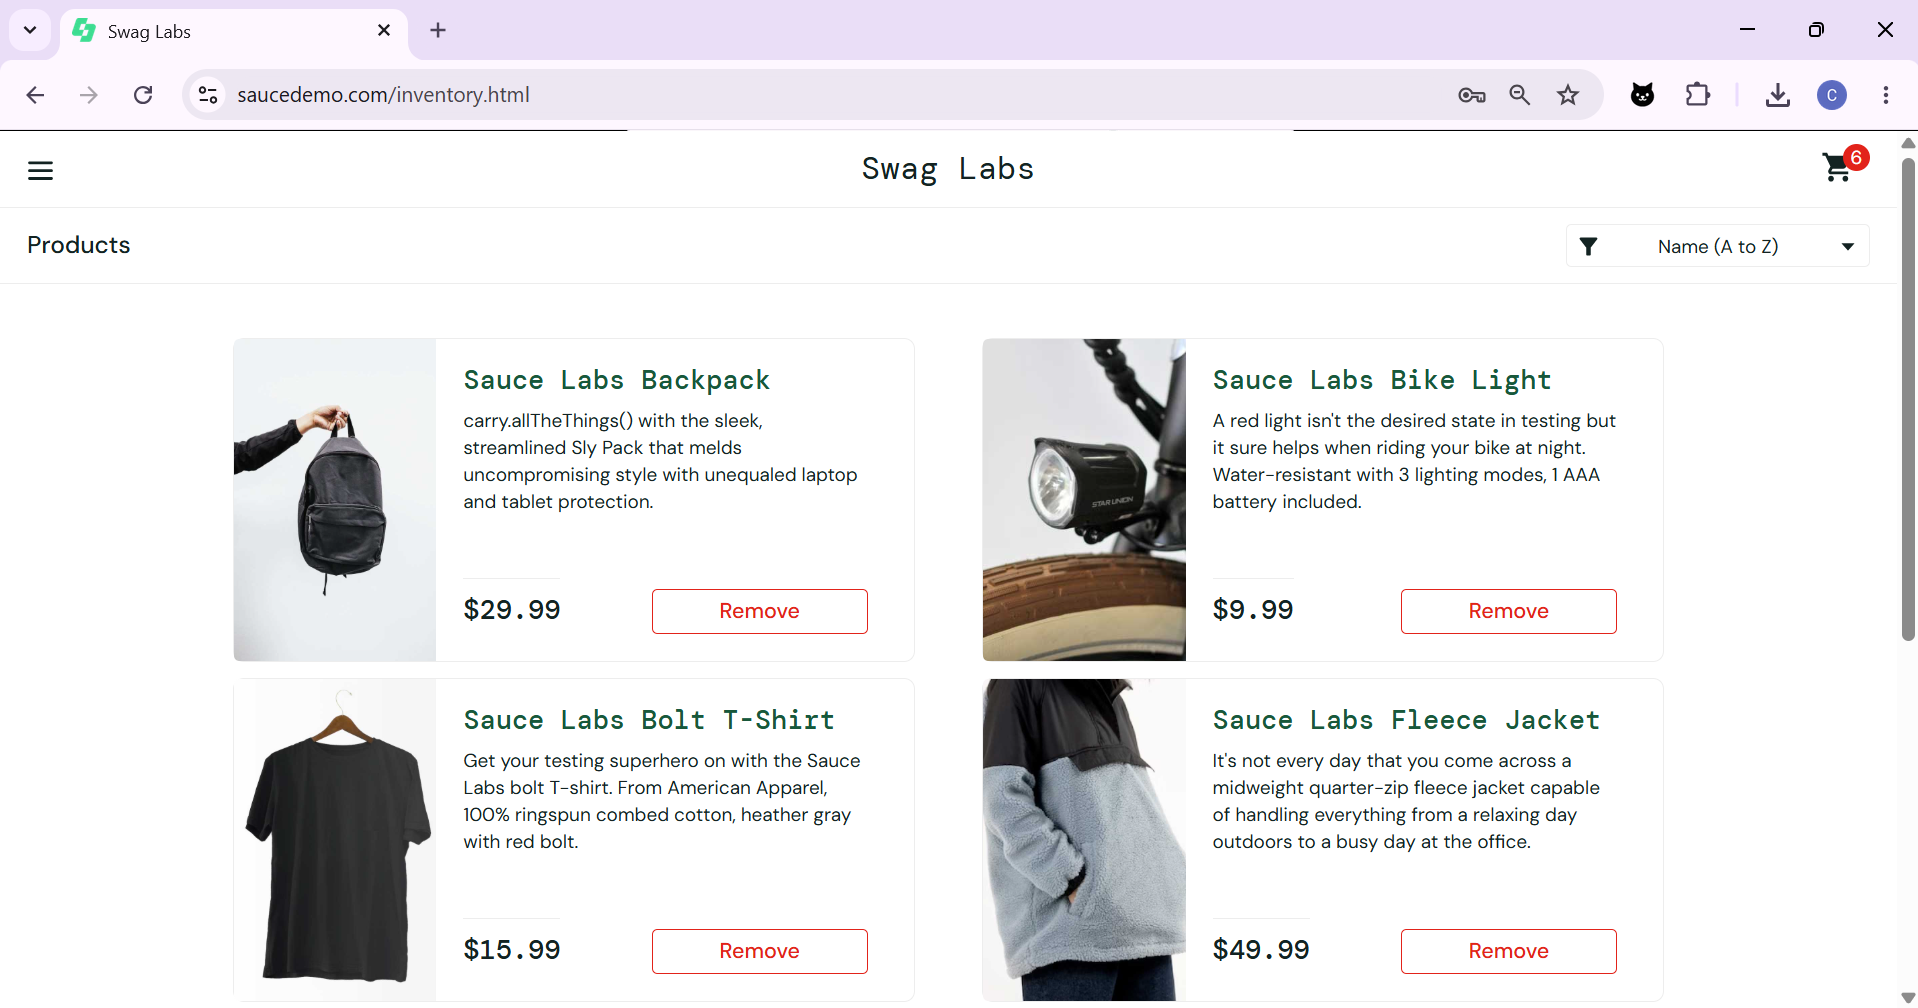 Swag Labs
saucedemo.com/inventory.html
C
Swag Labs
6
Products
Name (A to Z)
Sauce Labs Backpack
carry.allTheThings() with the sleek,
streamlined Sly Pack that melds
uncompromising style with unequaled laptop
and tablet protection.
$29.99
Remove
Sauce Labs Bike Light
A red light isn't the desired state in testing but
it sure helps when riding your bike at night.
Water-resistant with 3 lighting modes, 1 AAA
battery included.
STAR UNION
$9.99
Remove
Sauce Labs Bolt T-Shirt
Get your testing superhero on with the Sauce
Labs bolt T-shirt. From American Apparel,
100% ringspun combed cotton, heather gray
with red bolt.
$15.99
Remove
Sauce Labs Fleece Jacket
It's not every day that you come across a
midweight quarter-zip fleece jacket capable
of handling everything from a relaxing day
outdoors to a busy day at the office.
$49.99
Remove